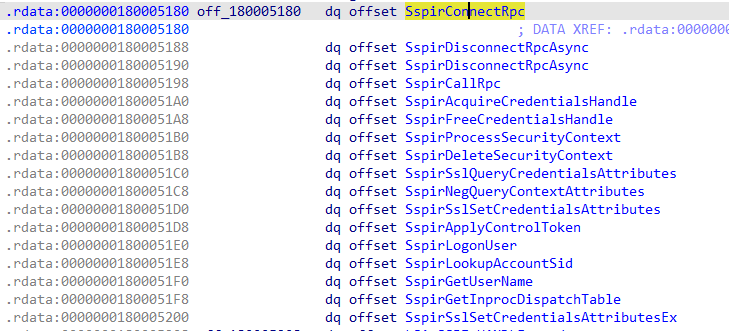 .rdata:0000000180005180 off_180005180 dq offset SspirConnectRpc
.rdata:0000000180005180 ; DATA XREF: .rdata:0000000
.rdata:0000000180005188 dq offset SspirDisconnectRpcAsync
.rdata:0000000180005190 dq offset SspirDisconnectRpcAsync
.rdata:0000000180005198 dq offset SspirCallRpc
.rdata:00000001800051A0 dq offset SspirAcquireCredentialsHandle
.rdata:00000001800051A8 dq offset SspirFreeCredentialsHandle
.rdata:00000001800051B0 dq offset SspirProcessSecurityContext
.rdata:00000001800051B8 dq offset SspirDeleteSecurityContext
.rdata:00000001800051C0 dq offset SspirSslQueryCredentialsAttributes
.rdata:00000001800051C8 dq offset SspirNegQueryContextAttributes
.rdata:00000001800051D0 dq offset SspirSslSetCredentialsAttributes
.rdata:00000001800051D8 dq offset SspirApplyControlToken
.rdata:00000001800051E0 dq offset SspirLogonUser
.rdata:00000001800051E8 dq offset SspirLookupAccountSid
.rdata:00000001800051F0 dq offset SspirGetUserName
.rdata:00000001800051F8 dq offset SspirGetInprocDispatchTable
.rdata:0000000180005200 dq offset SspirSslSetCredentialsAttributesEx